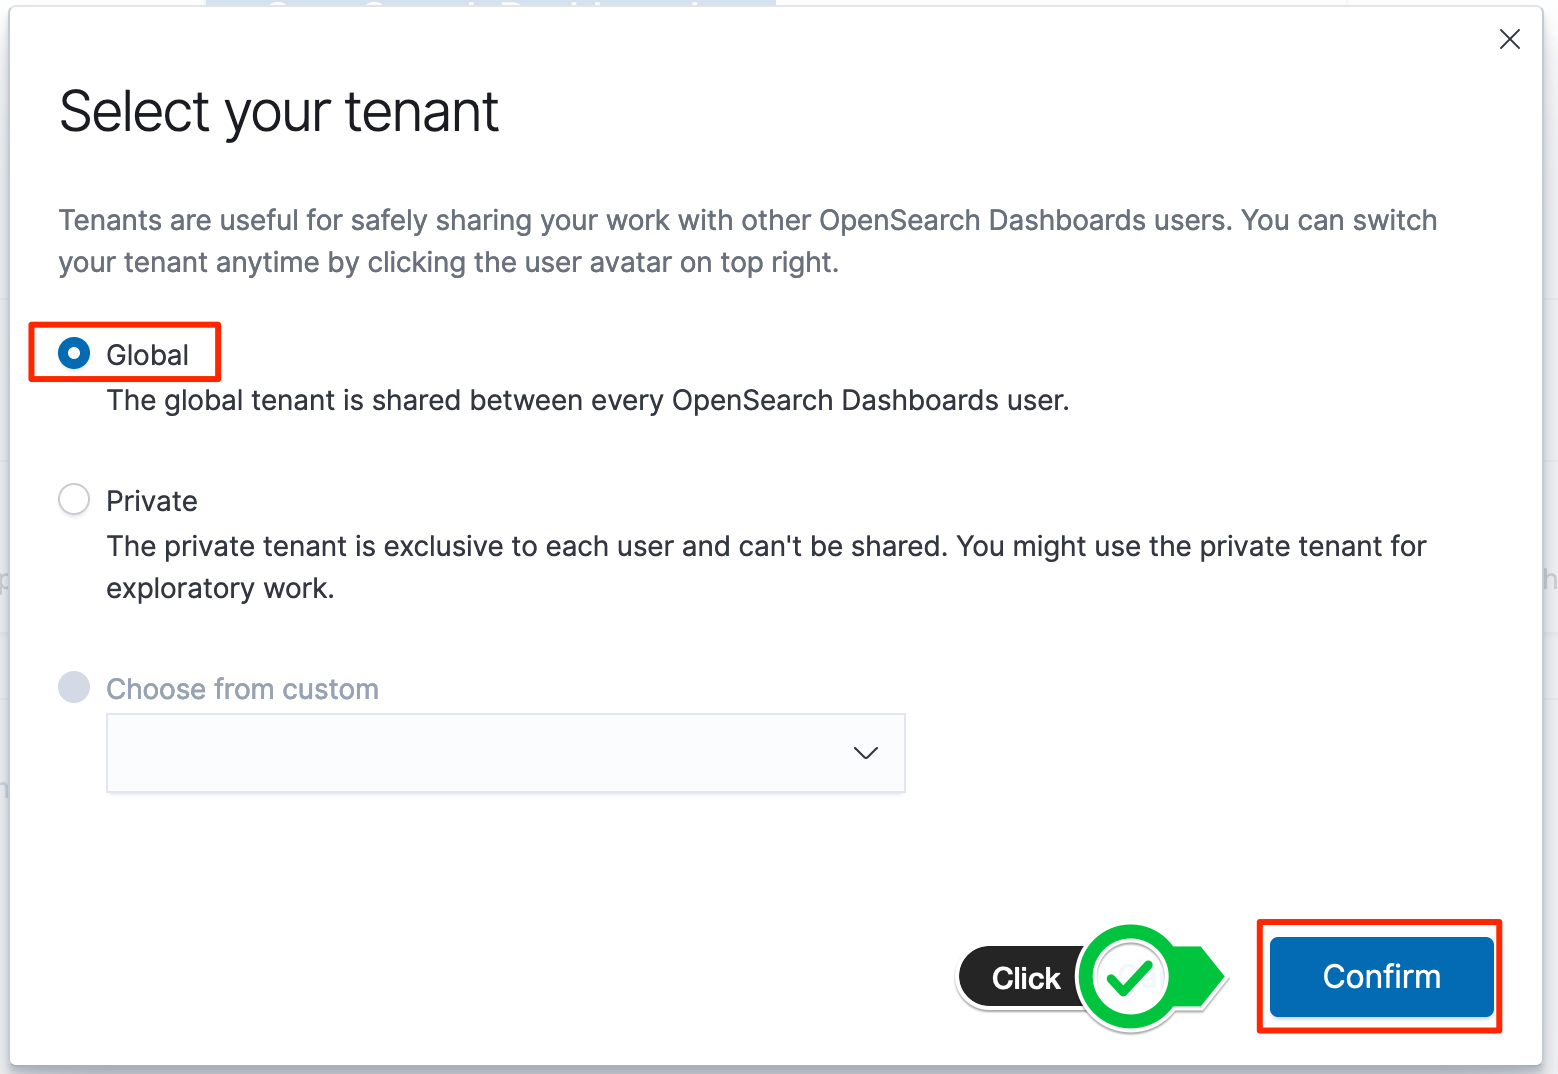 Select your tenant
Tenants are useful for safely sharing your work with other OpenSearch Dashboards users. You can switch
your tenant anytime by clicking the user avatar on top right.
Global
The global tenant is shared between every OpenSearch Dashboards user.
Private
The private tenant is exclusive to each user and can't be shared. You might use the private tenant for
exploratory work.
Choose from custom
Click
Confirm